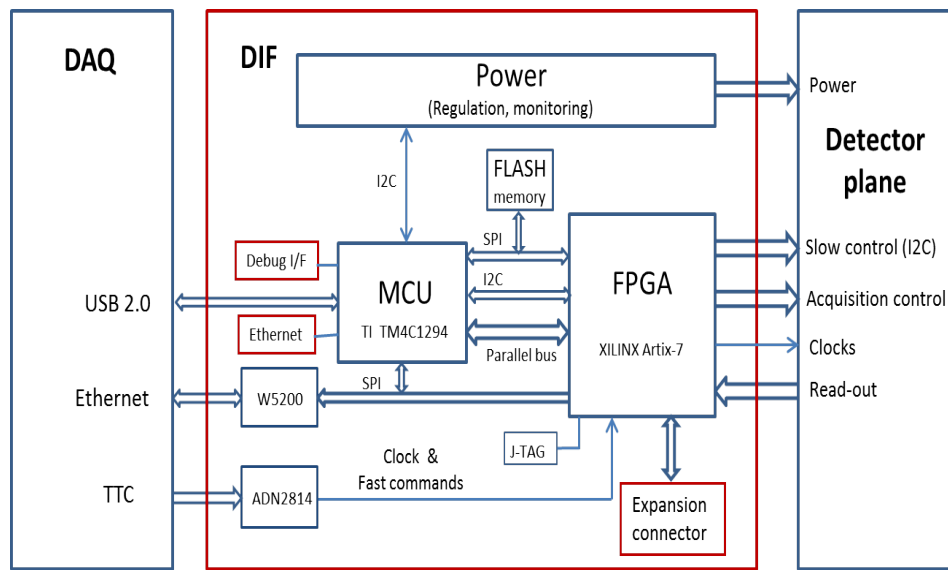 DAQ
USB 2.0
Ethernet
TTC
DIF
Power
(Regulation, monitoring)
I2C
FLASH
memory
SPI
Debug I/F
MCU
TI TM4C1294
I2C
Ethernet
Parallel bus
FPGA
XILINX Artix-7
SPI
W5200
J-TAG
Clock &
Fast commands
ADN2814
Expansion
connector
Power
Detector
plane
Slow control (I2C)
Acquisition control
Clocks
Read-out